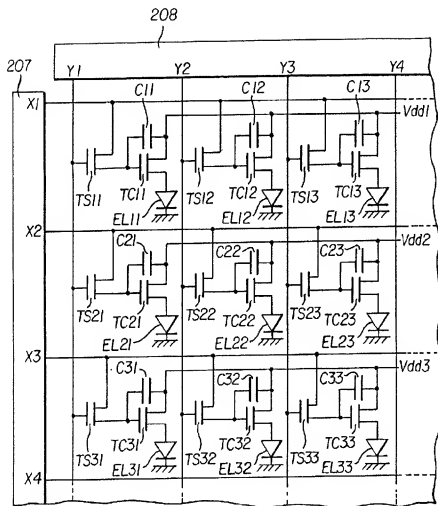 208
207
Y1 Y2 Y3 Y4
X1 C11 C12 C13
Vdd1
TS11 TC11 TS12 TC12 TS13 TC13
EL11 EL12 EL13
X2 C21 C22 C23
Vdd2
TS21 TC21 TS22 TC22 TS23 TC23
EL21 EL22 EL23
X3 C31 C32 C33
Vdd3
TS31 TC31 TS32 TC32 TS33 TC33
EL31 EL32 EL33
X4